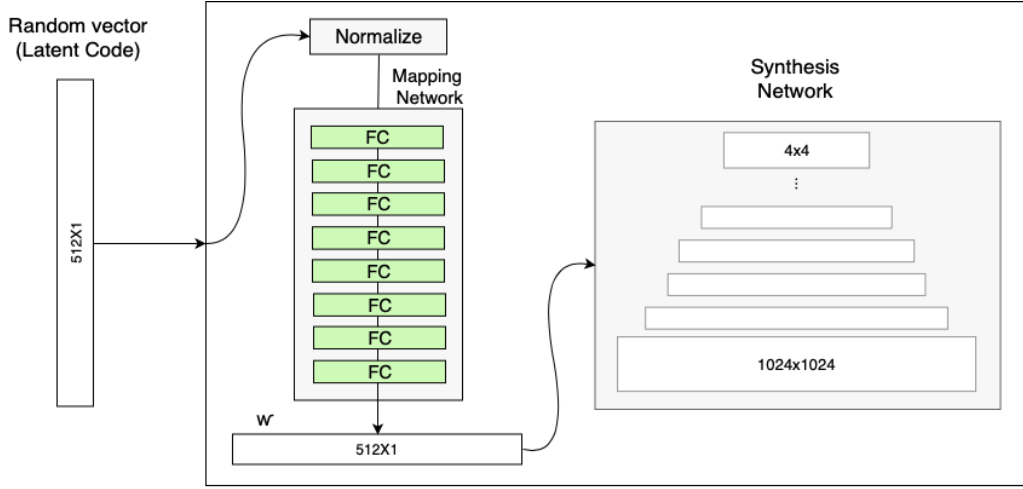 Random vector
(Latent Code)
512X1
Normalize
Mapping
Network
FC
FC
FC
FC
FC
FC
FC
FC
w
512X1
Synthesis
Network
4x4
...
1024x1024